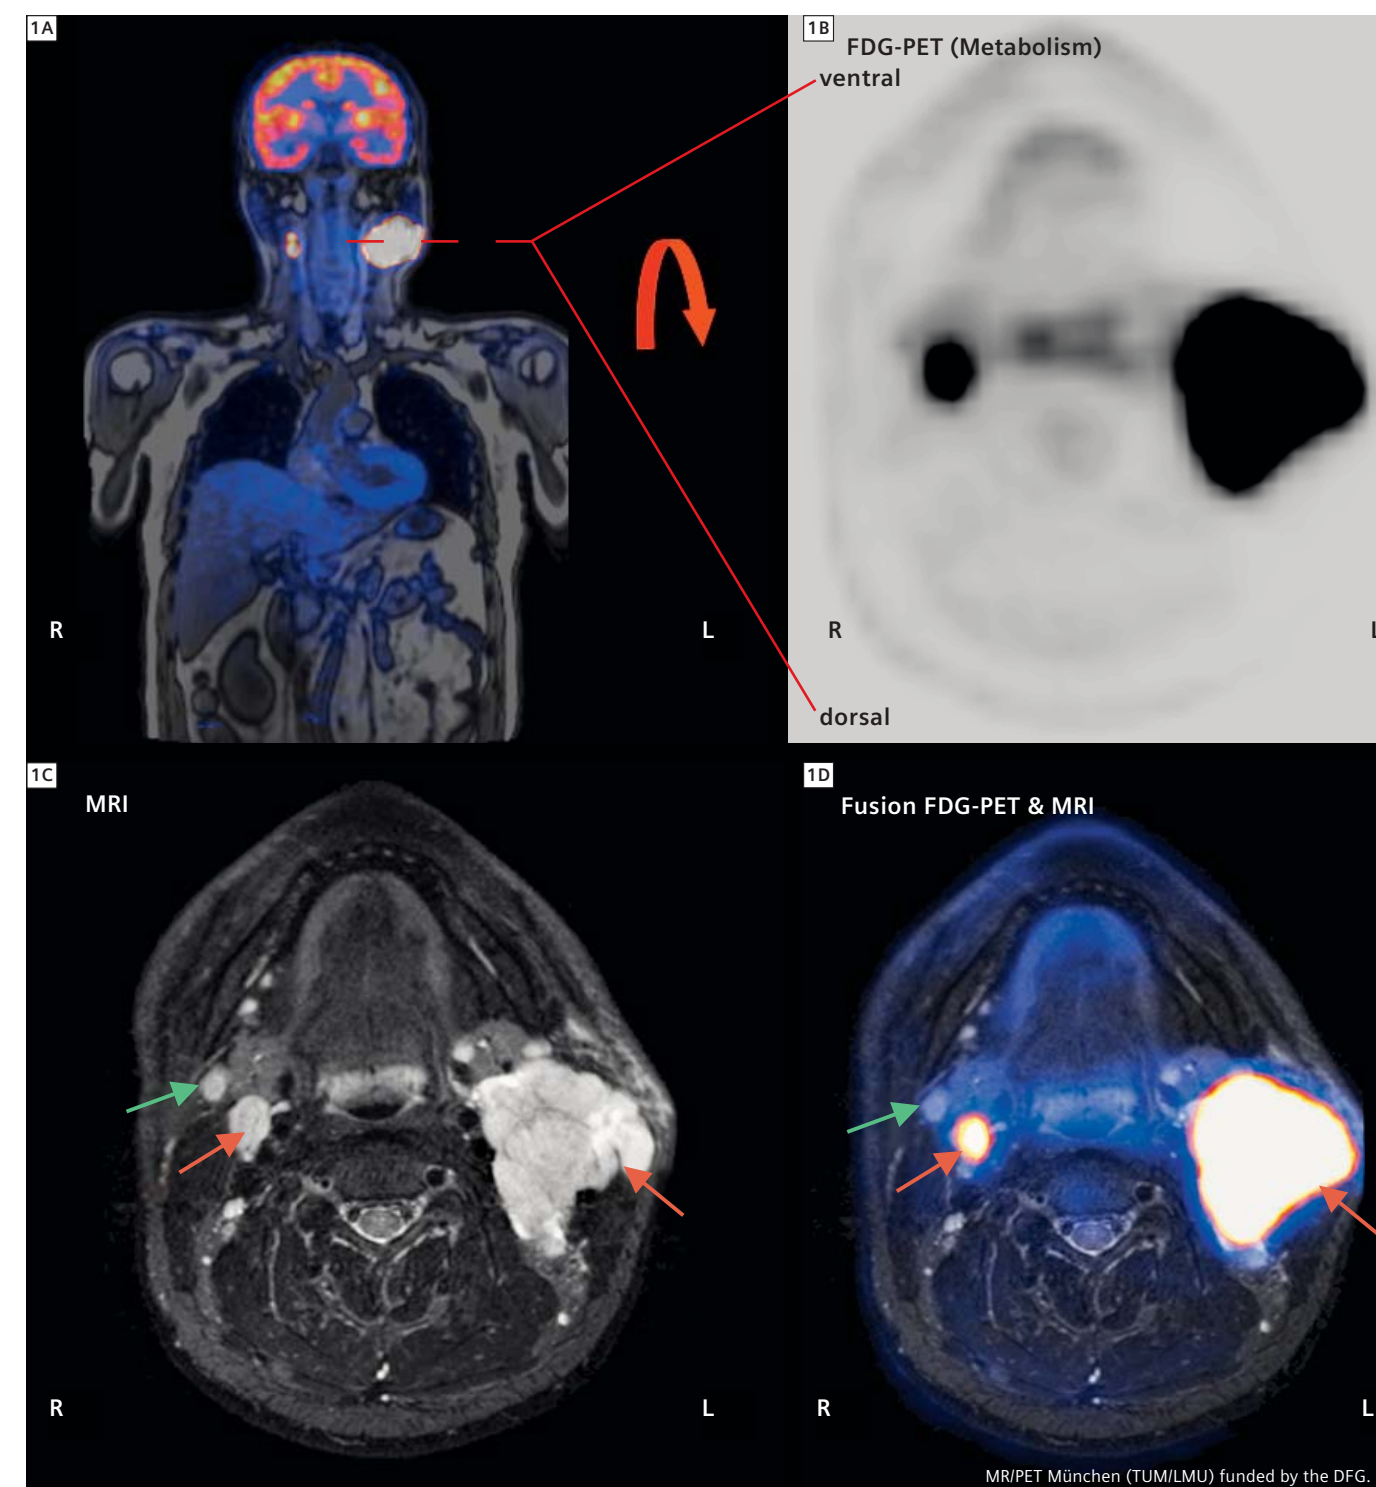 1A
1B
FDG-PET (Metabolism)
ventral
R
L
R
L
dorsal
1C
MRI
1D
Fusion FDG-PET & MRI
R
L
R
L
MR/PET München (TUM/LMU) funded by the DFG.